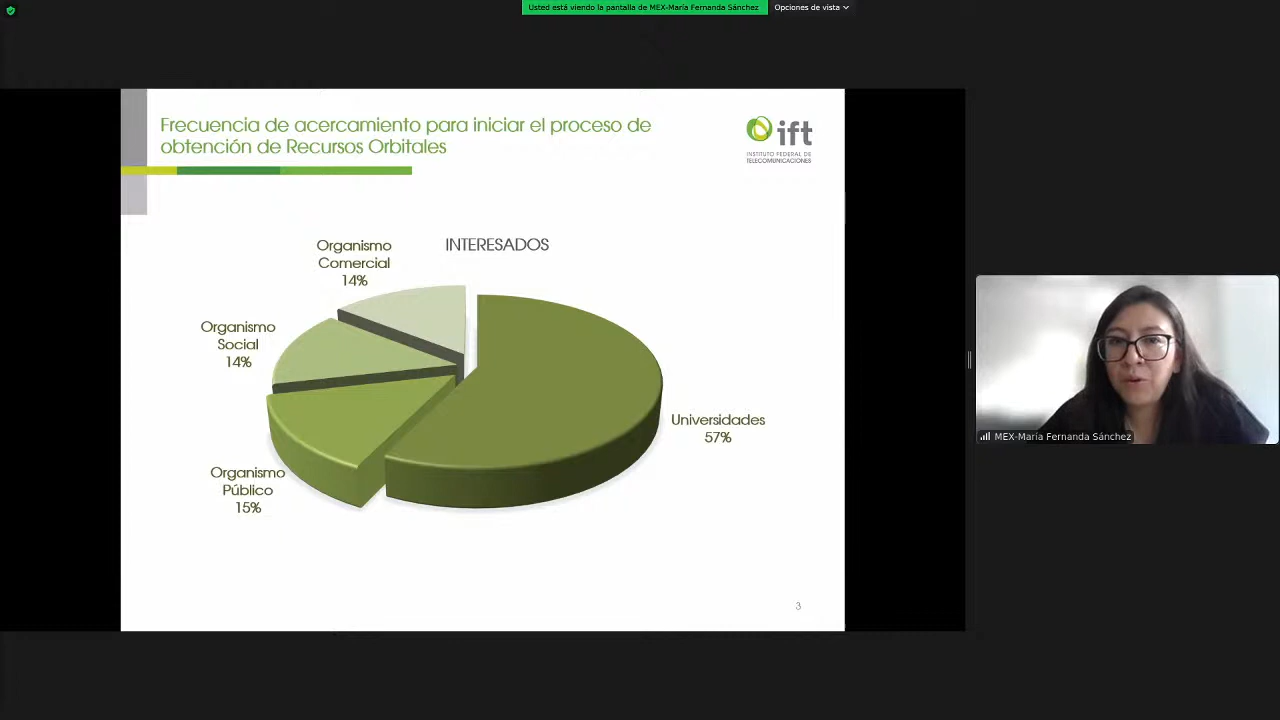 Usted está viendo la pantalla de MEX-María Fernanda Sánchez
Opciones de vista
Frecuencia de acercamiento para iniciar el proceso de
obtención de Recursos Orbitales
ift
INSTITUTO FEDERAL DE
TELECOMUNICACIONES
INTERESADOS
Organismo
Comercial
14%
Organismo
Social
14%
Universidades
57%
Organismo
Público
15%
3
MEX-María Fernanda Sánchez